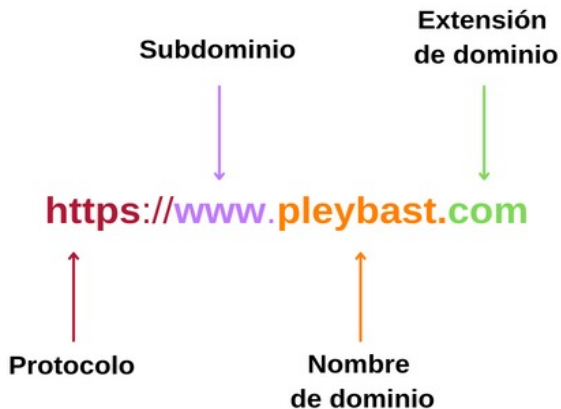 Subdominio
Extensión
de dominio
https://www.pleybast.com
Protocolo
Nombre
de dominio